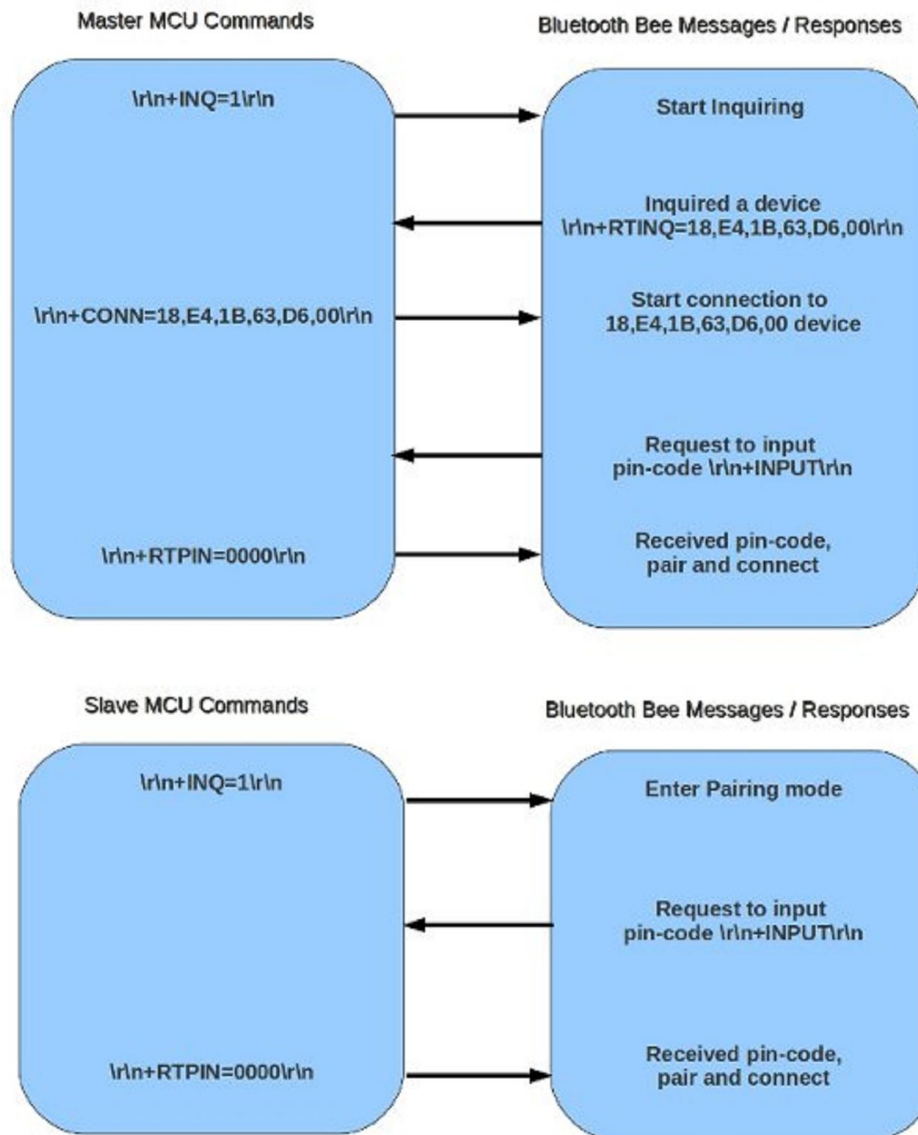 Master MCU Commands
Bluetooth Bee Messages / Responses
\r\n+INQ=1\r\n
Start Inquiring
Inquired a device
\r\n+RTINQ=18,E4,1B,63,D6,00\r\n
\r\n+CONN=18,E4,1B,63,D6,00\r\n
Start connection to
18,E4,1B,63,D6,00 device
Request to input
pin-code \r\n+INPUT\r\n
\r\n+RTPIN=0000\r\n
Received pin-code,
pair and connect
Slave MCU Commands
Bluetooth Bee Messages / Responses
\r\n+INQ=1\r\n
Enter Pairing mode
Request to input
pin-code \r\n+INPUT\r\n
\r\n+RTPIN=0000\r\n
Received pin-code,
pair and connect